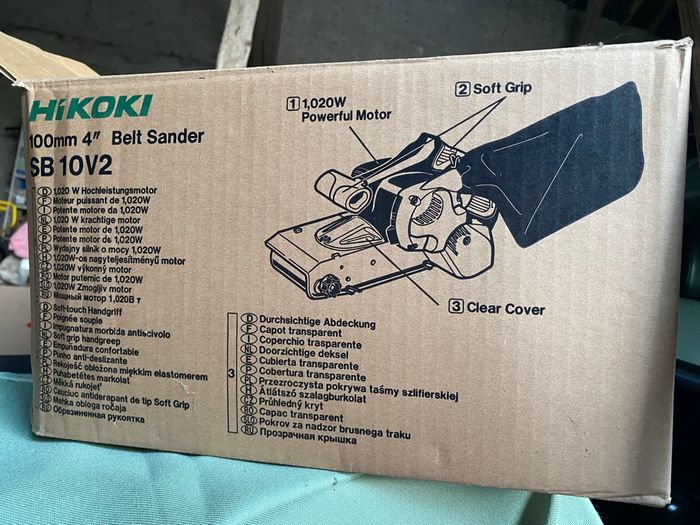 HiKOKI
100mm 4" Belt Sander
SB 10V2
1 1,020W
Powerful Motor
2 Soft Grip
3 Clear Cover
D 1,020 W Hochleistungsmotor
F Moteur puissant de 1,020W
I Potente motore da 1,020W
NL 1,020 W krachtige motor
E Potente motor de 1,020W
P Potente motor de 1,020W
PL Wydajny silnik o mocy 1,020W
H 1,020W-os nagyteljesítményű motor
CZ 1,020W výkonný motor
RO Motor puternic de 1,020W
SLO 1,020W Zmogljiv motor
RU Мощный мотор 1,020В т
D Soft-touch Handgriff
F Poignée souple
I Impugnatura morbida antiscivolo
NL Soft grip handgreep
E Empuñadura confortable
P Punho anti-deslizante
PL Rękojeść obłożona miękkim elastomerem
H Puhabetétes markolat
CZ Měkká rukojeť
RO Cauciuc antiderapant de tip Soft Grip
SLO Mehka obloga ročaja
RU Обрезиненная рукоятка
3
D Durchsichtige Abdeckung
F Capot transparent
I Coperchio trasparente
NL Doorzichtige deksel
E Cubierta transparente
P Cobertura transparente
PL Przezroczysta pokrywa taśmy szlifierskiej
H Átlátszó szalagburkolat
CZ Průhledný kryt
RO Capac transparent
SLO Pokrov za nadzor brusnega traku
RU Прозрачная крышка